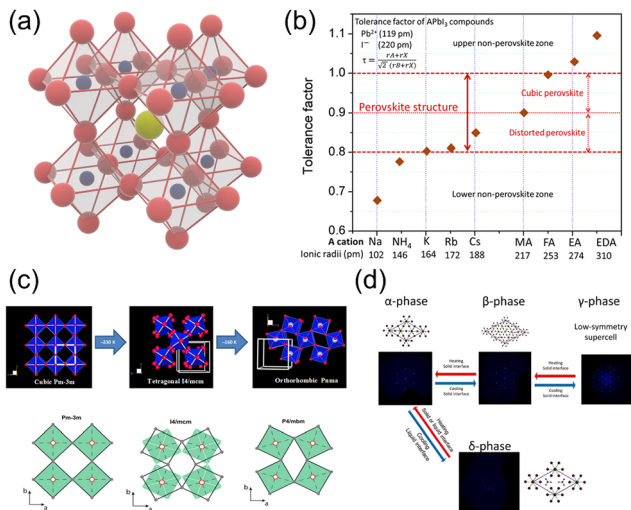 (a)
(b)
Tolerance factor of APbI₃ compounds
Pb²⁺ (119 pm)
I⁻ (220 pm)
τ = rA+rX / √2 (rB+rX)
upper non-perovskite zone
Perovskite structure
Cubic perovskite
Distorted perovskite
Lower non-perovskite zone
Tolerance factor
1.1
1.0
0.9
0.8
0.7
0.6
A cation Na NH₄ K Rb Cs MA FA EA EDA
Ionic radii (pm) 102 146 164 172 188 217 253 274 310
(c)
Cubic Pm-3m
~330 K
Tetragonal I4/mcm
~160 K
Orthorhombic Pnma
Pm-3m
I4/mcm
P4/mbm
b
a
b
a
b
a
(d)
α-phase
β-phase
γ-phase
Low-symmetry
supercell
Heating
Solid interface
Cooling
Solid interface
Heating
Solid interface
Cooling
Solid interface
Heating
Solid or liquid interface
Cooling
Liquid interface
δ-phase